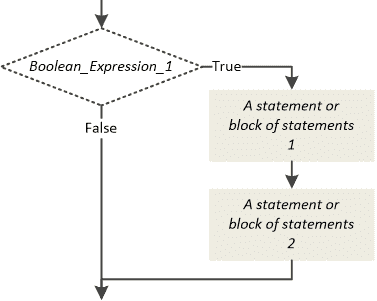 Boolean_Expression_1
True
False
A statement or
block of statements
1
A statement or
block of statements
2